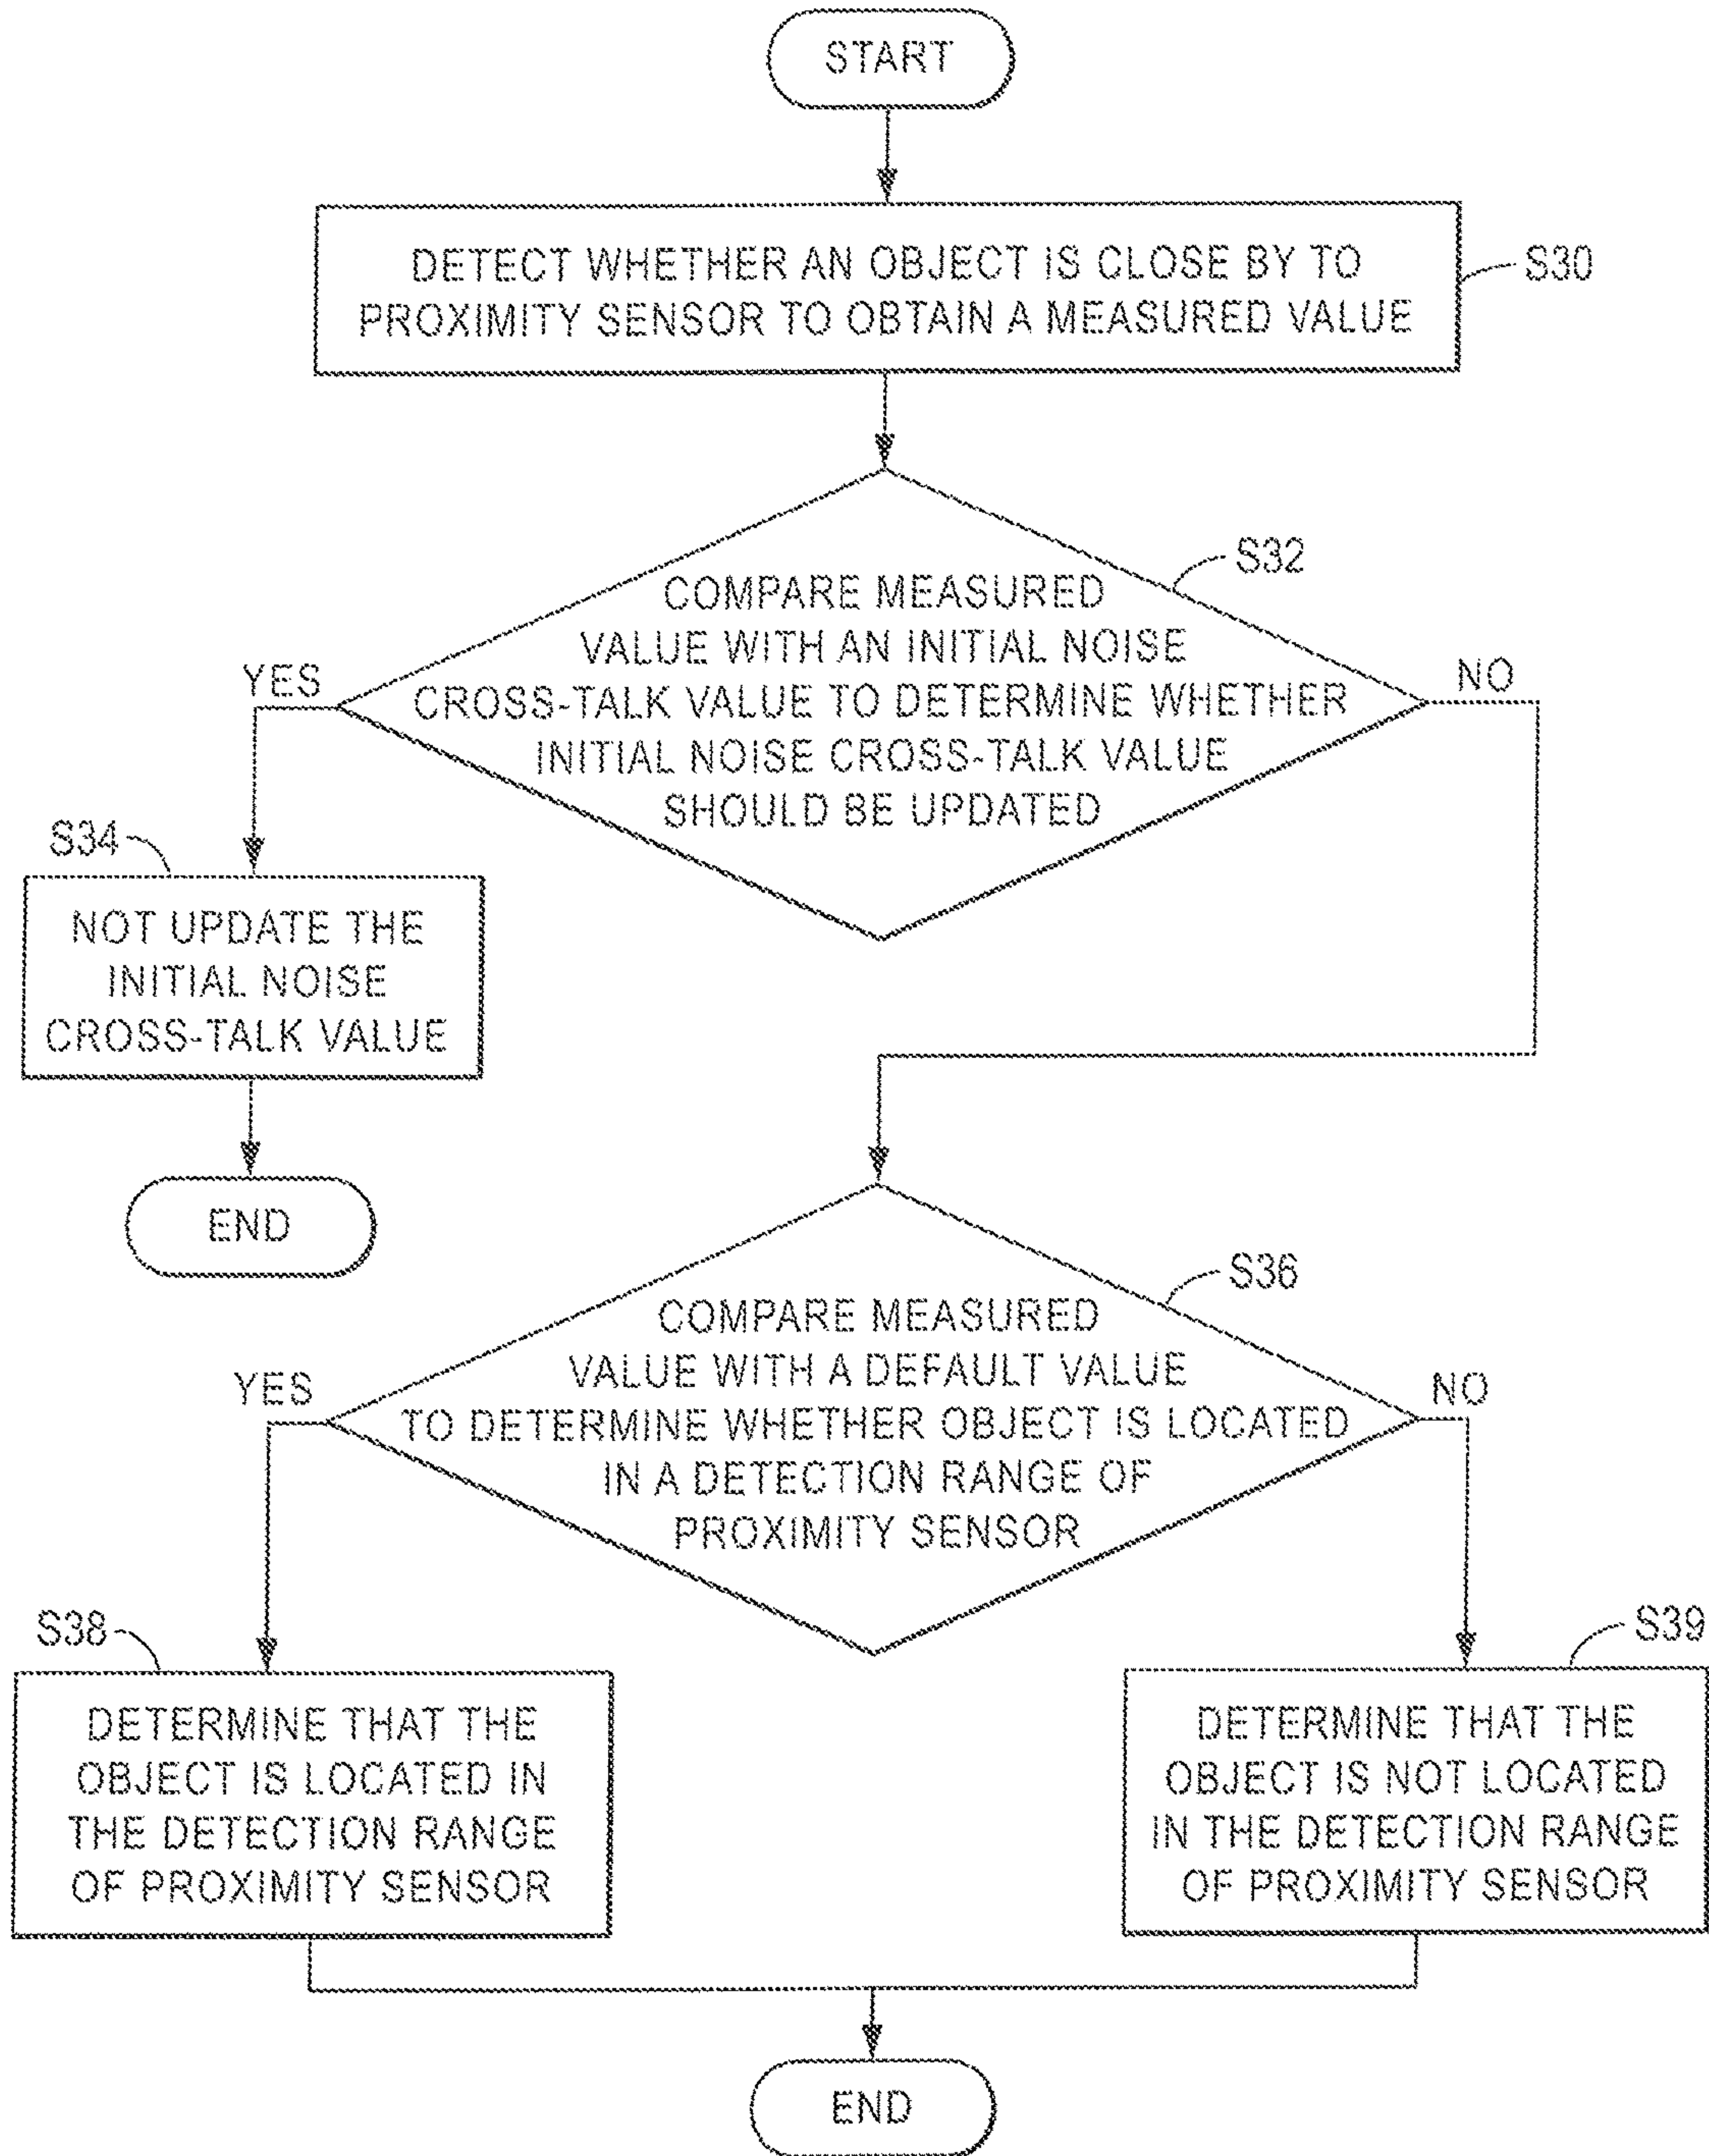 START
DETECT WHETHER AN OBJECT IS CLOSE BY TO
PROXIMITY SENSOR TO OBTAIN A MEASURED VALUE
S30
S32
COMPARE MEASURED
VALUE WITH AN INITIAL NOISE
CROSS-TALK VALUE TO DETERMINE WHETHER
INITIAL NOISE CROSS-TALK VALUE
SHOULD BE UPDATED
YES
NO
S34
NOT UPDATE THE
INITIAL NOISE
CROSS-TALK VALUE
END
S36
COMPARE MEASURED
VALUE WITH A DEFAULT VALUE
TO DETERMINE WHETHER OBJECT IS LOCATED
IN A DETECTION RANGE OF
PROXIMITY SENSOR
YES
NO
S38
DETERMINE THAT THE
OBJECT IS LOCATED IN
THE DETECTION RANGE
OF PROXIMITY SENSOR
S39
DETERMINE THAT THE
OBJECT IS NOT LOCATED
IN THE DETECTION RANGE
OF PROXIMITY SENSOR
END